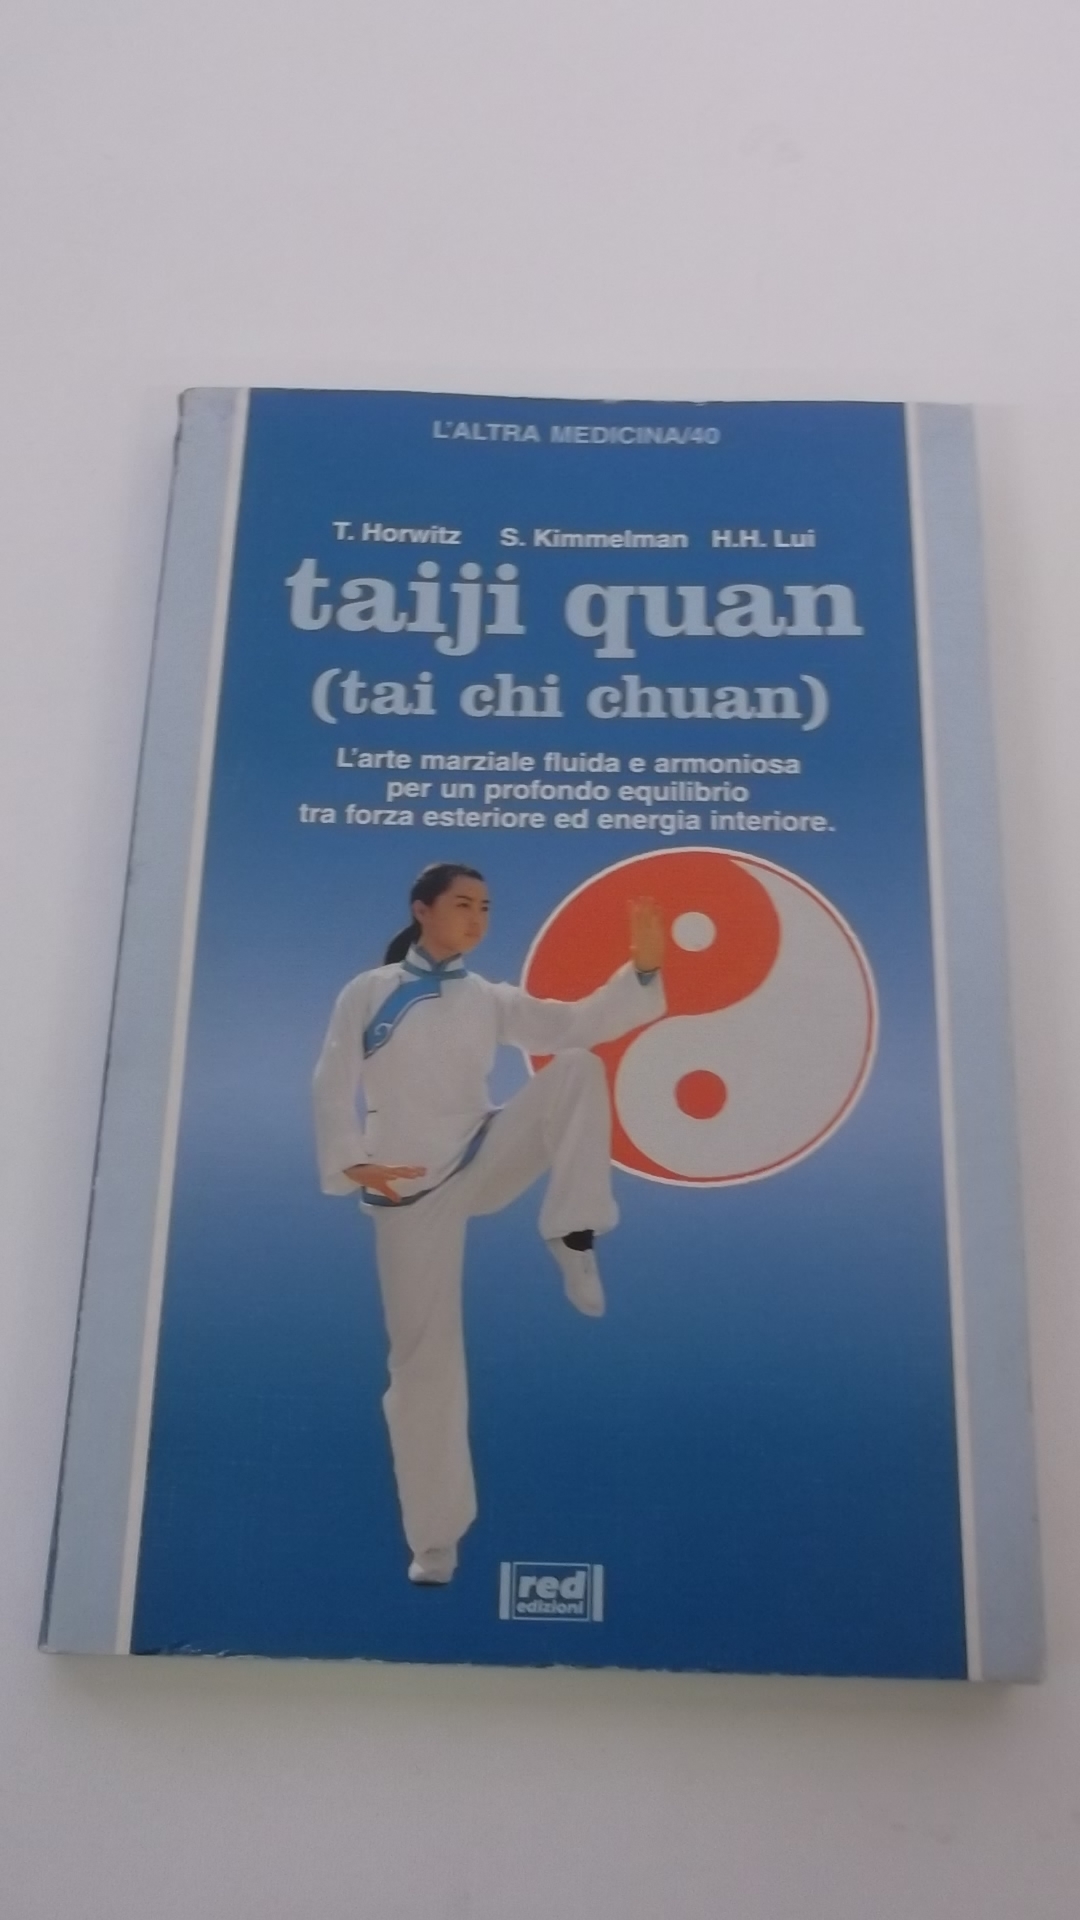 L'ALTRA MEDICINA/40
T. Horwitz S. Kimmelman H.H. Lui
taiji quan
(tai chi chuan)
L'arte marziale fluida e armoniosa
per un profondo equilibrio
tra forza esteriore ed energia interiore.
red
edizioni